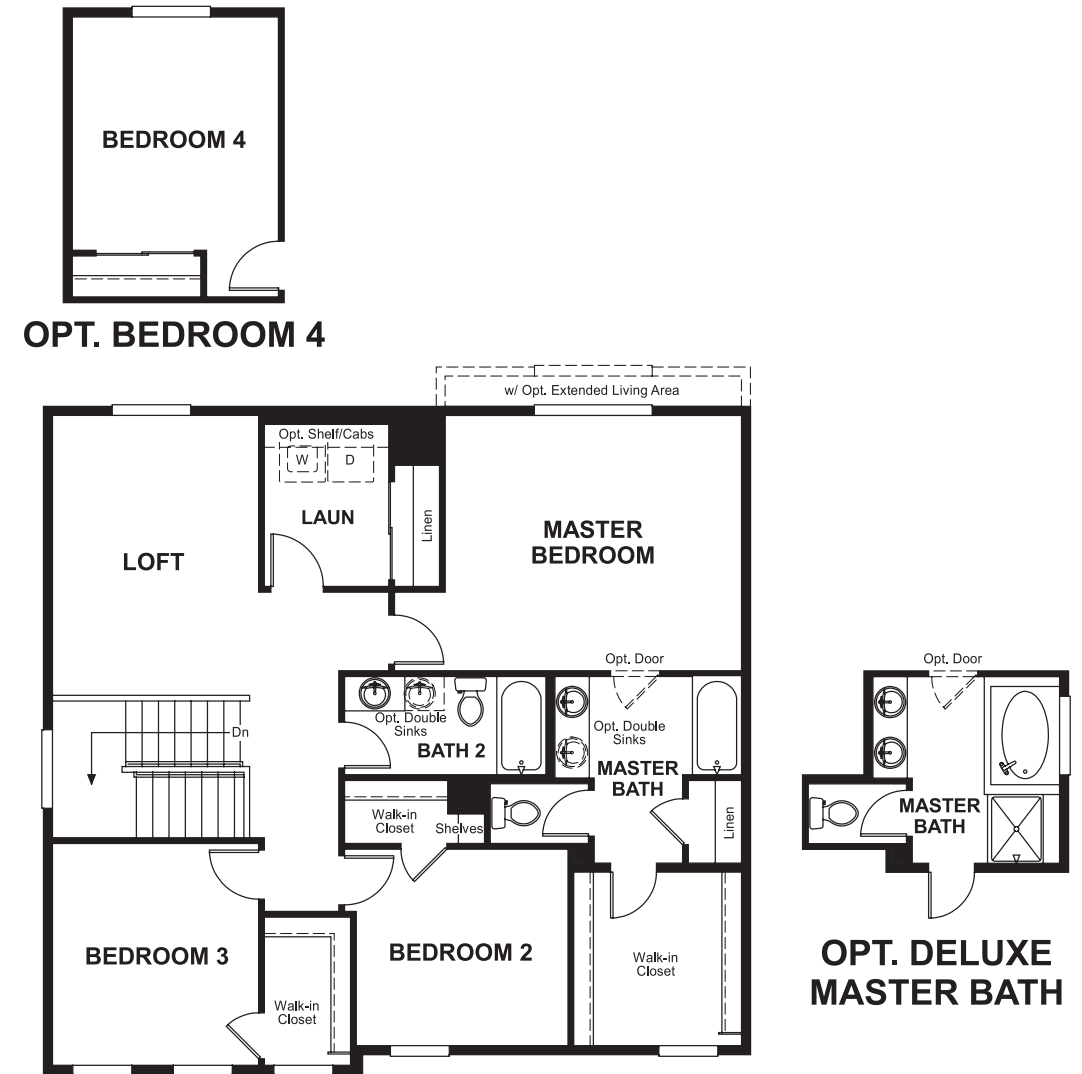 BEDROOM 4
OPT. BEDROOM 4
w/ Opt. Extended Living Area
Opt. Shelf/Cabs
W
D
LAUN
Linen
LOFT
MASTER
BEDROOM
Opt. Door
Opt. Door
Opt. Double
Sinks
BATH 2
Opt. Double
Sinks
MASTER
BATH
Dn
Walk-in
Closet
Shelves
Linen
MASTER
BATH
BEDROOM 3
BEDROOM 2
Walk-in
Closet
Walk-in
Closet
OPT. DELUXE
MASTER BATH